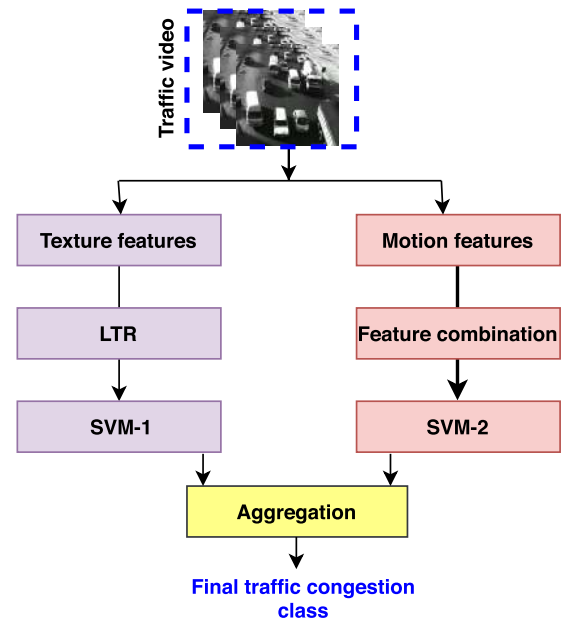 Traffic video
Texture features
Motion features
LTR
Feature combination
SVM-1
SVM-2
Aggregation
Final traffic congestion
class